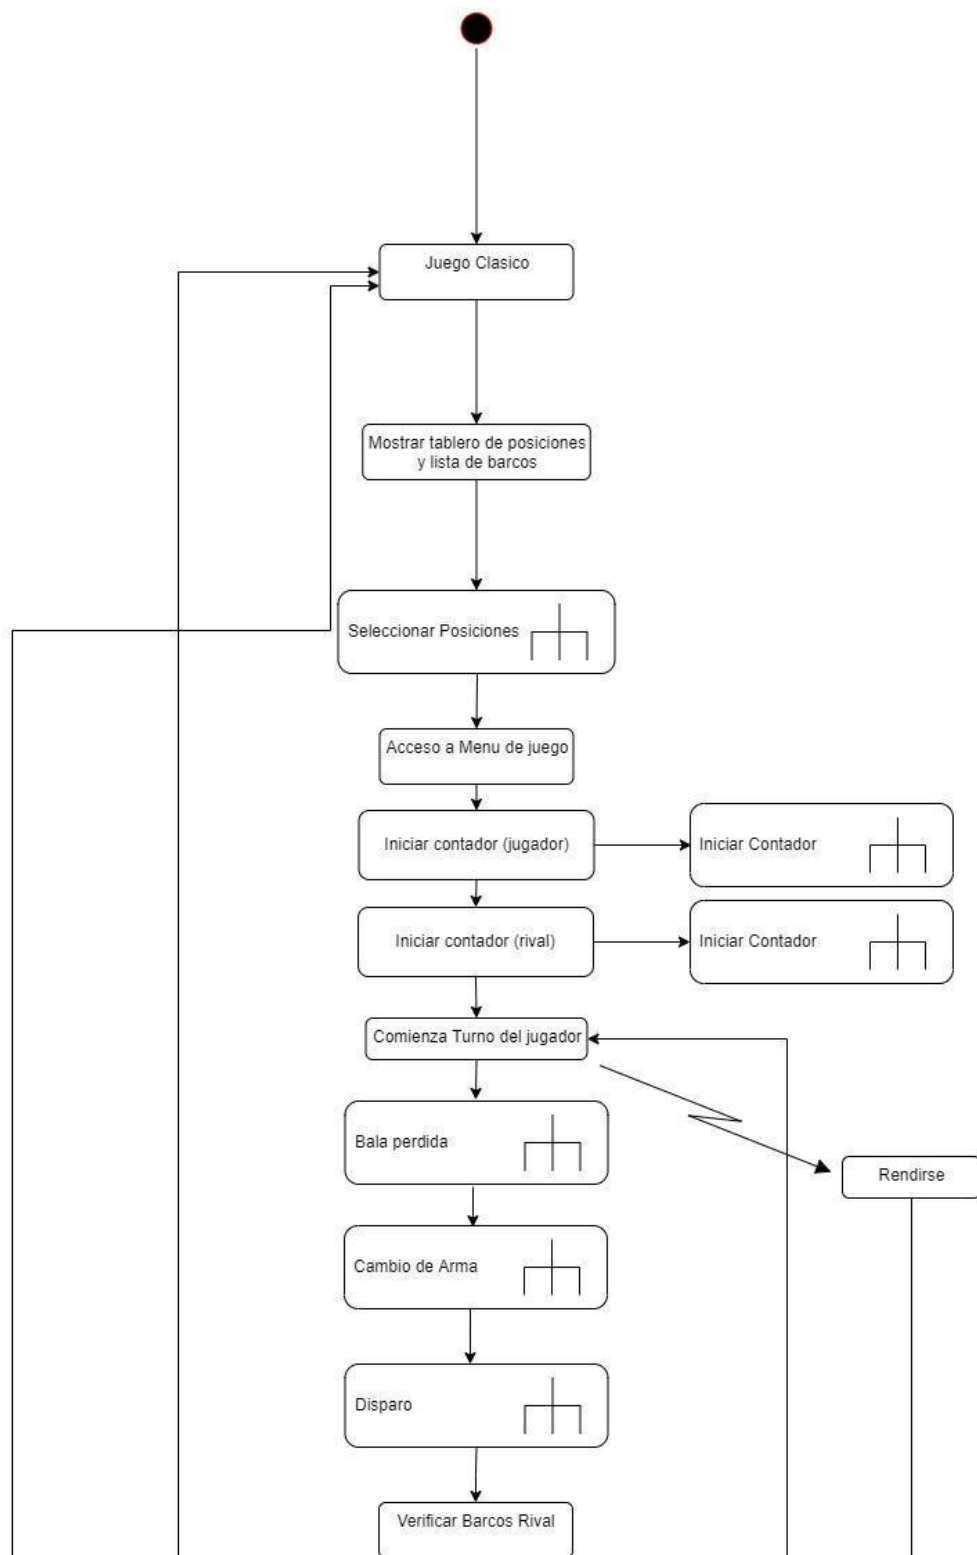 Juego Clasico
Mostrar tablero de posiciones
y lista de barcos
Seleccionar Posiciones
Acceso a Menu de juego
Iniciar contador (jugador)
Iniciar Contador
Iniciar contador (rival)
Iniciar Contador
Comienza Turno del jugador
Bala perdida
Rendirse
Cambio de Arma
Disparo
Verificar Barcos Rival